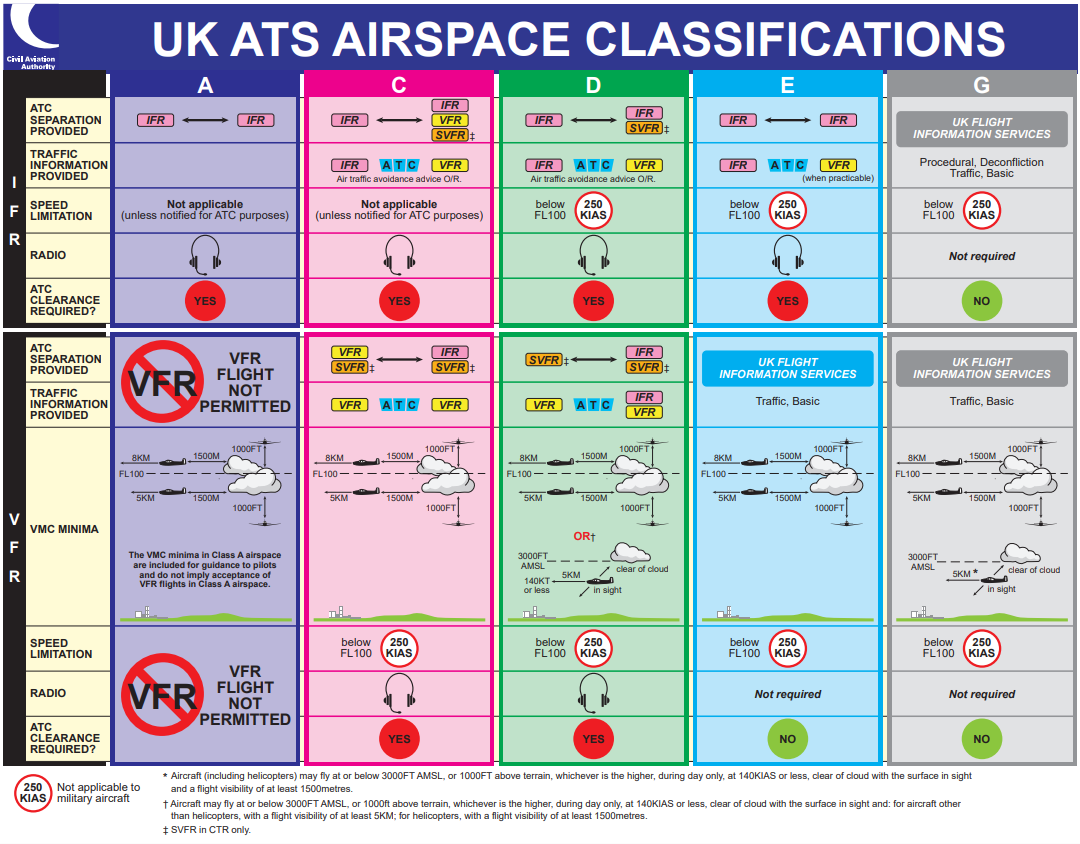 UK ATS AIRSPACE CLASSIFICATIONS
Civil Aviation
Authority
A
C
D
E
G
I
F
R
ATC
SEPARATION
PROVIDED
IFR
IFR
IFR
IFR
VFR
SVFR ‡
IFR
IFR
SVFR ‡
IFR
IFR
UK FLIGHT
INFORMATION SERVICES
TRAFFIC
INFORMATION
PROVIDED
IFR ATC VFR
Air traffic avoidance advice O/R.
IFR ATC VFR
Air traffic avoidance advice O/R.
IFR ATC VFR
(when practicable)
Procedural, Deconfliction
Traffic, Basic
SPEED
LIMITATION
Not applicable
(unless notified for ATC purposes)
Not applicable
(unless notified for ATC purposes)
below
FL100
250
KIAS
below
FL100
250
KIAS
below
FL100
250
KIAS
RADIO
Not required
ATC
CLEARANCE
REQUIRED?
YES
YES
YES
YES
NO
V
F
R
ATC
SEPARATION
PROVIDED
VFR
VFR
FLIGHT
NOT
PERMITTED
VFR
SVFR ‡
IFR
SVFR ‡
SVFR ‡
IFR
SVFR ‡
UK FLIGHT
INFORMATION SERVICES
UK FLIGHT
INFORMATION SERVICES
TRAFFIC
INFORMATION
PROVIDED
VFR ATC VFR
VFR ATC
IFR
VFR
Traffic, Basic
Traffic, Basic
VMC MINIMA
1000FT
8KM
1500M
FL100
5KM
1500M
1000FT
The VMC minima in Class A airspace
are included for guidance to pilots
and do not imply acceptance of
VFR flights in Class A airspace.
1000FT
8KM
1500M
FL100
5KM
1500M
1000FT
1000FT
8KM
1500M
FL100
5KM
1500M
1000FT
OR†
3000FT
AMSL
clear of cloud
5KM
140KT
or less
in sight
1000FT
8KM
1500M
FL100
5KM
1500M
1000FT
1000FT
8KM
1500M
FL100
5KM
1500M
1000FT
3000FT
AMSL
clear of cloud
5KM *
in sight
SPEED
LIMITATION
VFR
VFR
FLIGHT
NOT
PERMITTED
below
FL100
250
KIAS
below
FL100
250
KIAS
below
FL100
250
KIAS
below
FL100
250
KIAS
RADIO
Not required
Not required
ATC
CLEARANCE
REQUIRED?
YES
YES
NO
NO
250
KIAS
Not applicable to
military aircraft
* Aircraft (including helicopters) may fly at or below 3000FT AMSL, or 1000FT above terrain, whichever is the higher, during day only, at 140KIAS or less, clear of cloud with the surface in sight
and a flight visibility of at least 1500metres.
† Aircraft may fly at or below 3000FT AMSL, or 1000ft above terrain, whichever is the higher, during day only, at 140KIAS or less, clear of cloud with the surface in sight and: for aircraft other
than helicopters, with a flight visibility of at least 5KM; for helicopters, with a flight visibility of at least 1500metres.
‡ SVFR in CTR only.